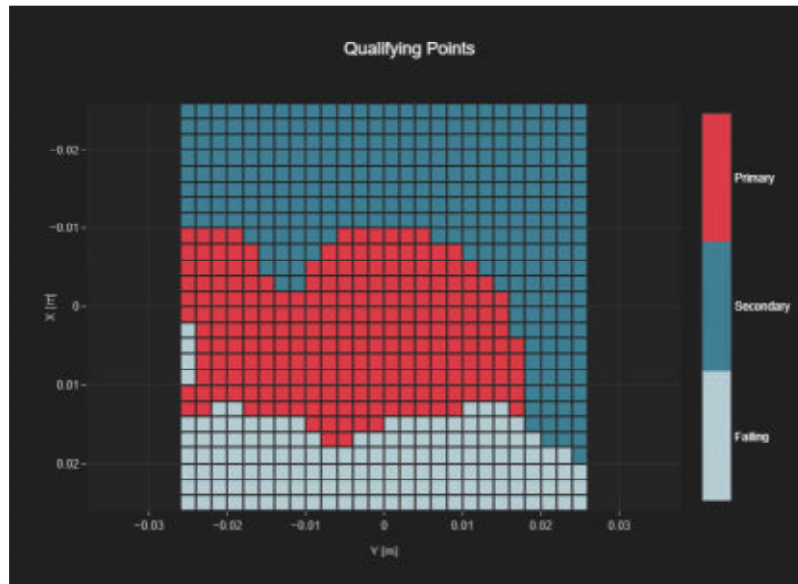 Qualifying Points
−0.02
−0.01
0
0.01
0.02
X [m]
−0.03
−0.02
−0.01
0
0.01
0.02
0.03
Y [m]
Primary
Secondary
Failing